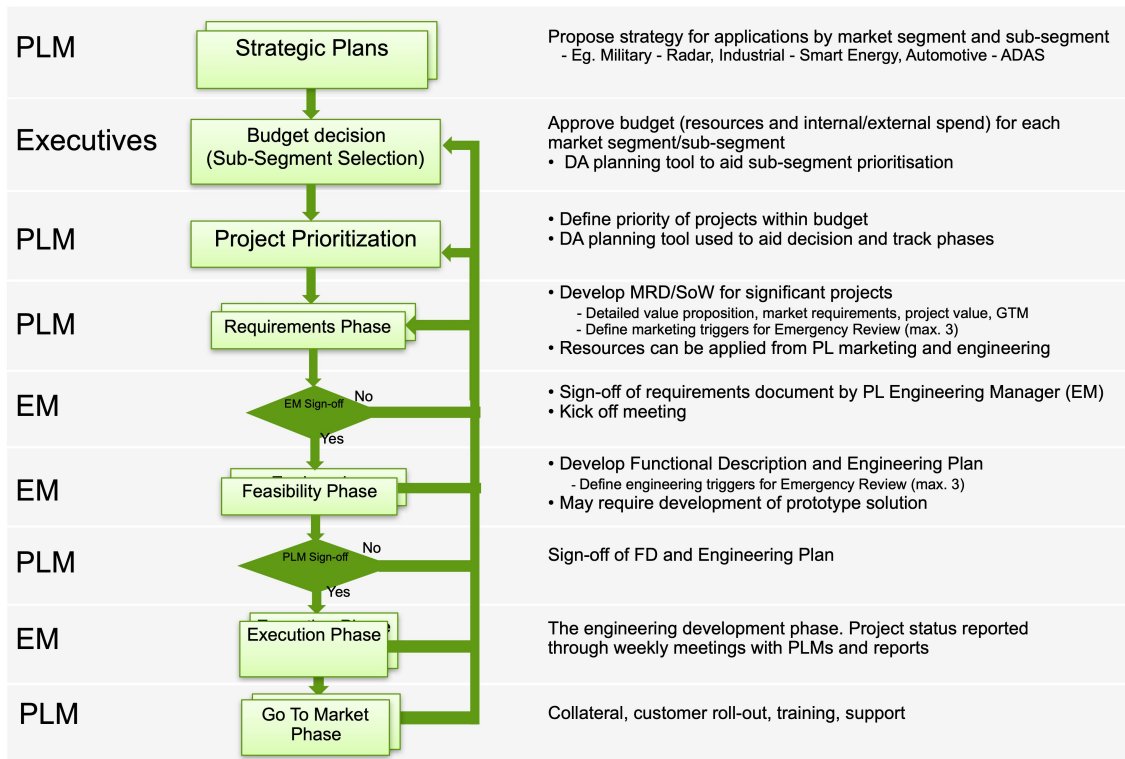 PLM
Strategic Plans
Propose strategy for applications by market segment and sub-segment
- Eg. Military - Radar, Industrial - Smart Energy, Automotive - ADAS
Executives
Budget decision
(Sub-Segment Selection)
Approve budget (resources and internal/external spend) for each
market segment/sub-segment
• DA planning tool to aid sub-segment prioritisation
PLM
Project Prioritization
• Define priority of projects within budget
• DA planning tool used to aid decision and track phases
PLM
Requirements Phase
• Develop MRD/SoW for significant projects
- Detailed value proposition, market requirements, project value, GTM
- Define marketing triggers for Emergency Review (max. 3)
• Resources can be applied from PL marketing and engineering
EM
EM Sign-off
No
Yes
• Sign-off of requirements document by PL Engineering Manager (EM)
• Kick off meeting
EM
Feasibility Phase
• Develop Functional Description and Engineering Plan
- Define engineering triggers for Emergency Review (max. 3)
• May require development of prototype solution
PLM
PLM Sign-off
No
Yes
Sign-off of FD and Engineering Plan
EM
Execution Phase
The engineering development phase. Project status reported
through weekly meetings with PLMs and reports
PLM
Go To Market
Phase
Collateral, customer roll-out, training, support